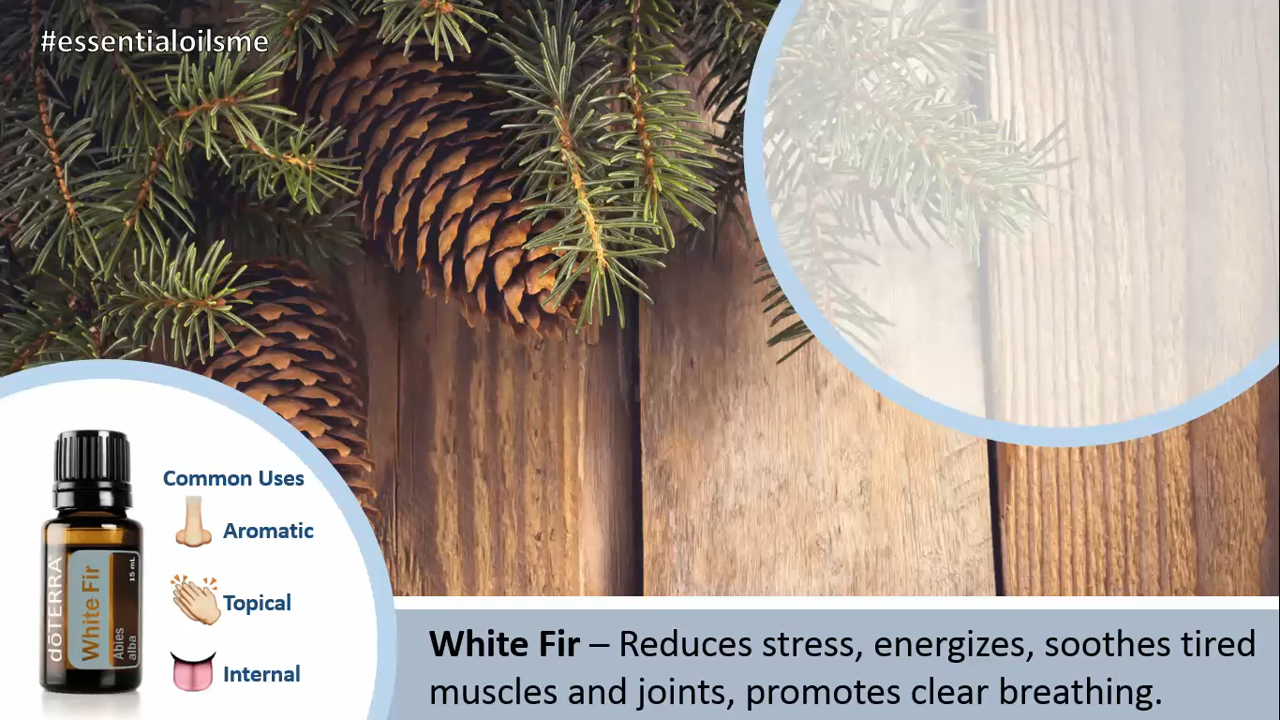 #essentialoilsme
Common Uses
Aromatic
Topical
Internal
dōTERRA
White Fir
Abies
alba
15 mL
White Fir – Reduces stress, energizes, soothes tired
muscles and joints, promotes clear breathing.